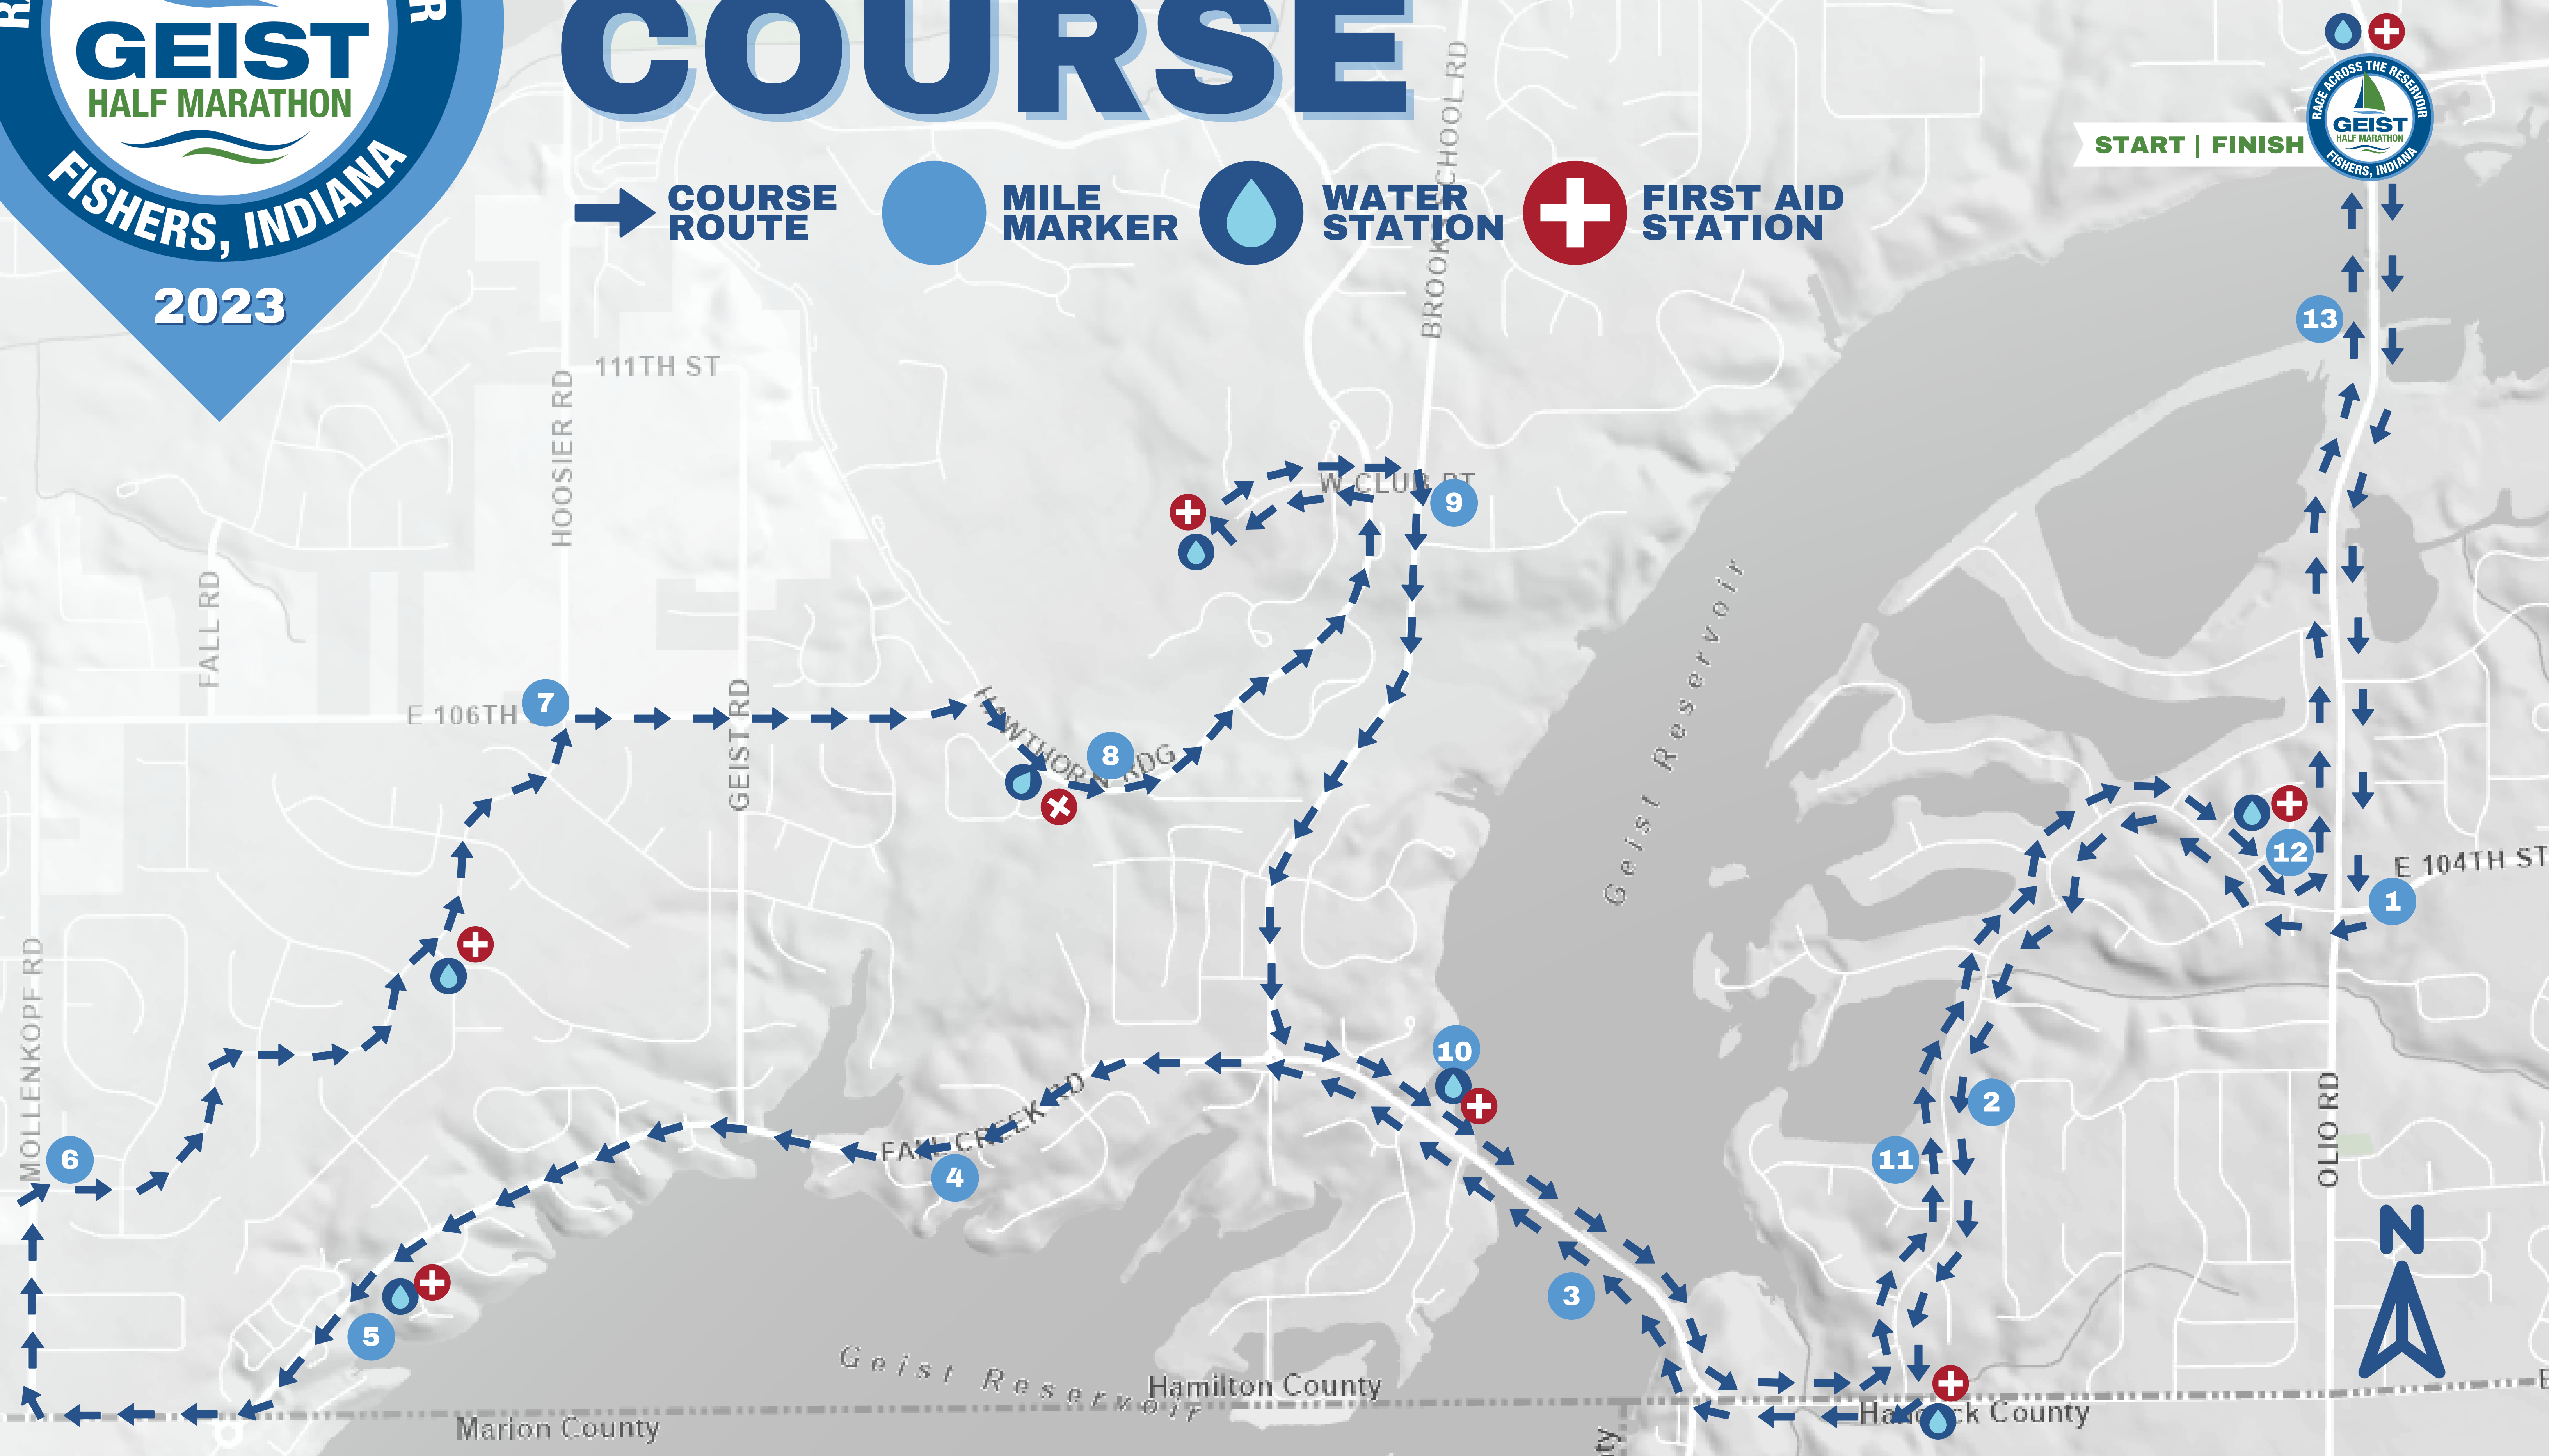 GEIST
HALF MARATHON
FISHERS, INDIANA
2023
COURSE
COURSE
ROUTE
MILE
MARKER
WATER
STATION
FIRST AID
STATION
START | FINISH
RACE ACROSS THE RESERVOIR
GEIST
HALF MARATHON
FISHERS, INDIANA
13
111TH ST
HOOSIER RD
W CLUB PT
9
FALL RD
Geist Reservoir
E 106TH
7
GEIST RD
HAWTHORN RDG
8
12
E 104TH ST
1
MOLLENKOPF RD
10
FALL CREEK RD
2
OLIO RD
6
4
11
N
5
3
Geist Reservoir
Hamilton County
Marion County
Hancock County